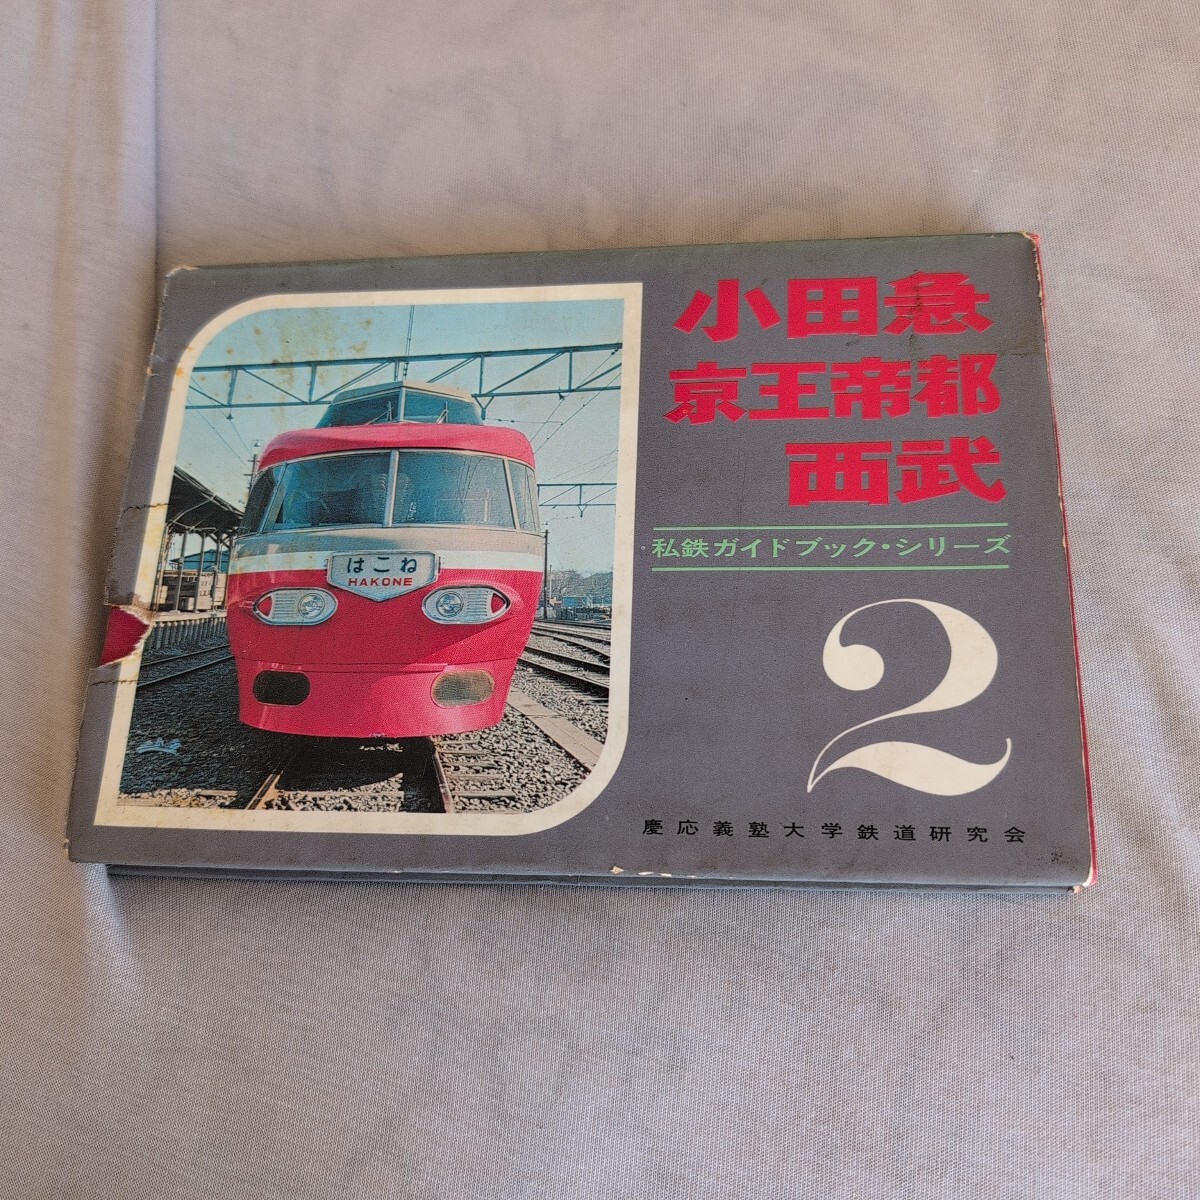 小田急
京王帝都
西武
私鉄ガイドブック・シリーズ
2
慶応義塾大学鉄道研究会
はこね
HAKONE